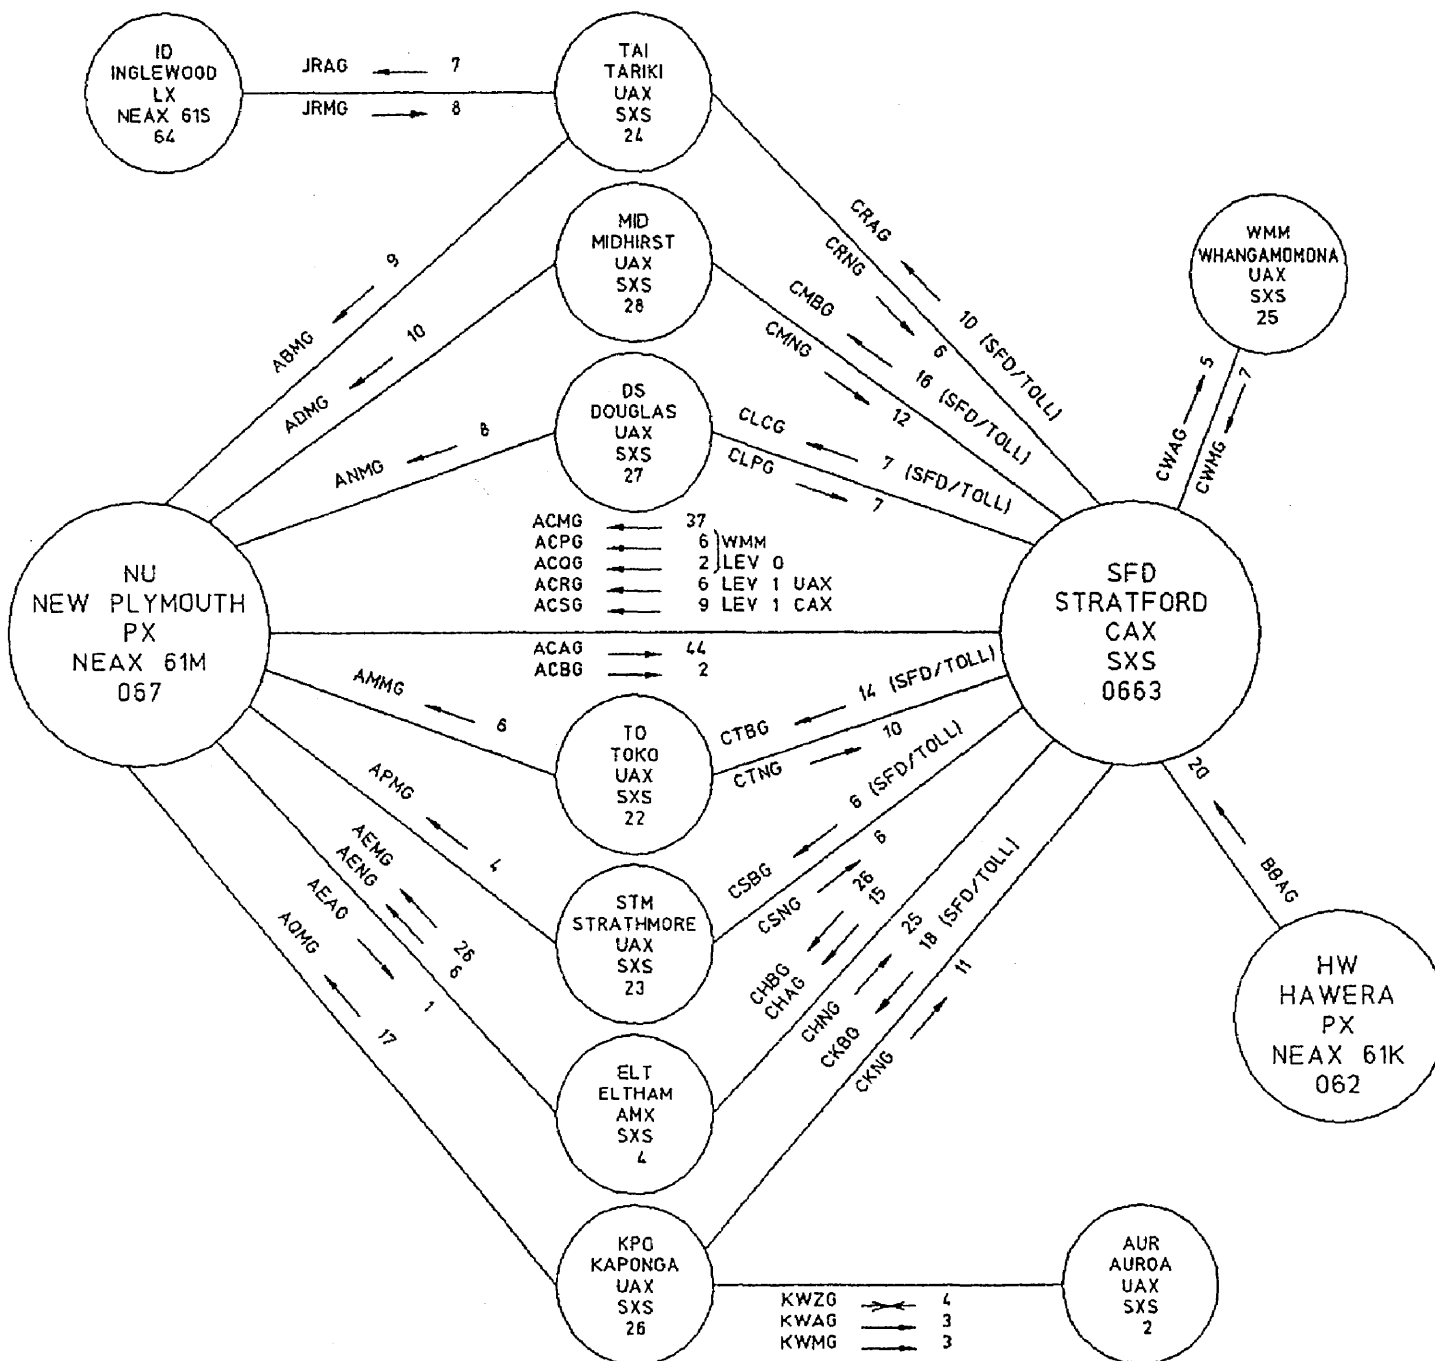 ID
INGLEWOOD
LX
NEAX 61S
64
JRAG 7
JRMG 8
TAI
TARIKI
UAX
SXS
24
MID
MIDHIRST
UAX
SXS
28
DS
DOUGLAS
UAX
SXS
27
WMM
WHANGAMOMONA
UAX
SXS
25
CRAG 10 (SFD/TOLL)
CRNG 6
CMBG 16 (SFD/TOLL)
CMNG 12
CLCG 7 (SFD/TOLL)
CLPG 7
CWAG 5
CWMG 7
ABMG 9
ADMG 10
ANMG 8
ACMG 37
ACPG 6 WMM
ACQG 2 LEV 0
ACRG 6 LEV 1 UAX
ACSG 9 LEV 1 CAX
NU
NEW PLYMOUTH
PX
NEAX 61M
067
SFD
STRATFORD
CAX
SXS
0663
ACAG 44
ACBG 2
AMMG 6
APMG 4
AEMG 26
AENG 6
AEAG 1
AQMG 17
TO
TOKO
UAX
SXS
22
STM
STRATHMORE
UAX
SXS
23
ELT
ELTHAM
AMX
SXS
4
KPG
KAPONGA
UAX
SXS
26
CTBG 14 (SFD/TOLL)
CTNG 10
CSBG 6 (SFD/TOLL)
CSNG 6
CHBG 26
CHAG 15
CHNG 25
CKBG 18 (SFD/TOLL)
CKNG 11
20
BBAG
HW
HAWERA
PX
NEAX 61K
062
KWZG 4
KWAG 3
KWMG 3
AUR
AUROA
UAX
SXS
2